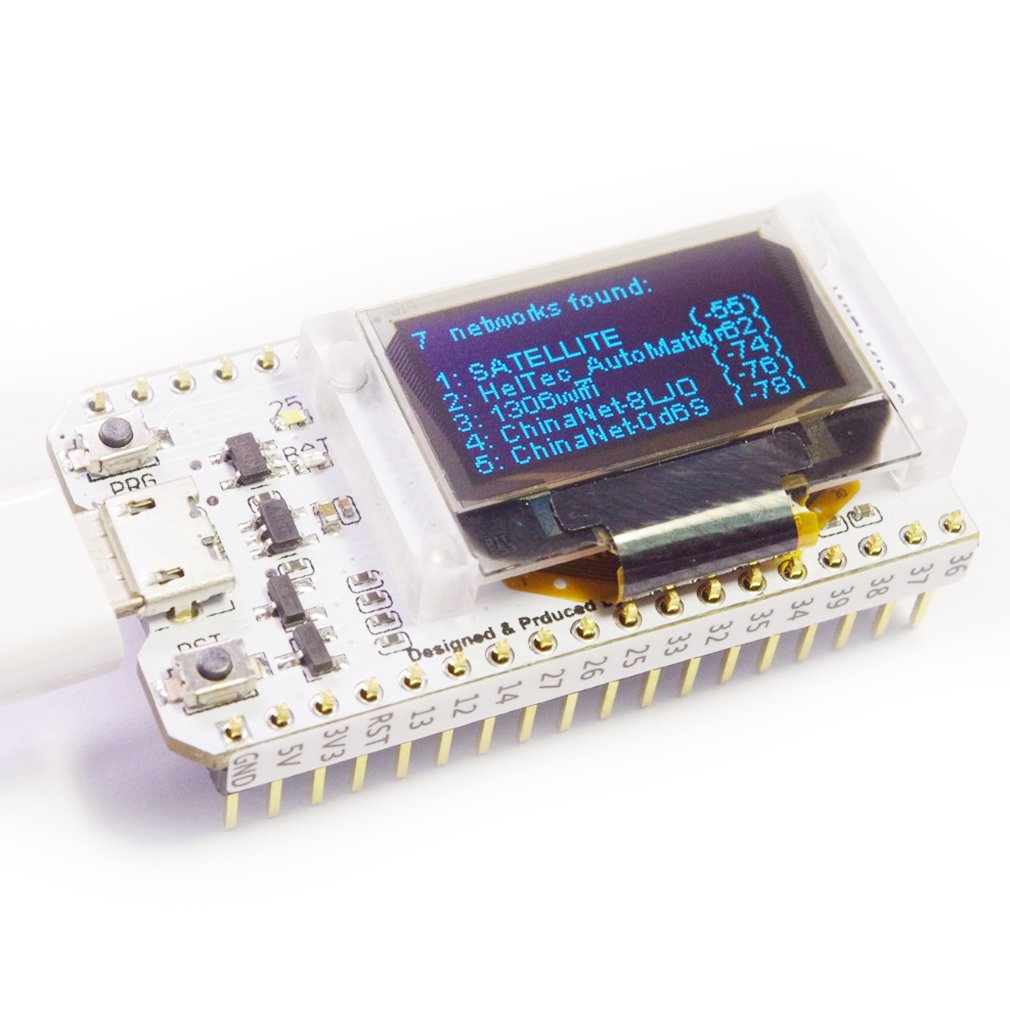 7 networks found:
1: SATELLITE (-55)
2: HelTec_AutoMation(-62)
3: 1306wifi (-74)
4: ChinaNet-8LJO (-76)
5: ChinaNet-Dd6S (-78)
25
BAT
PRG
RST
Designed & Prduced
GND
5V
3V3
RST
13
12
14
27
26
25
33
32
35
34
39
38
37
36